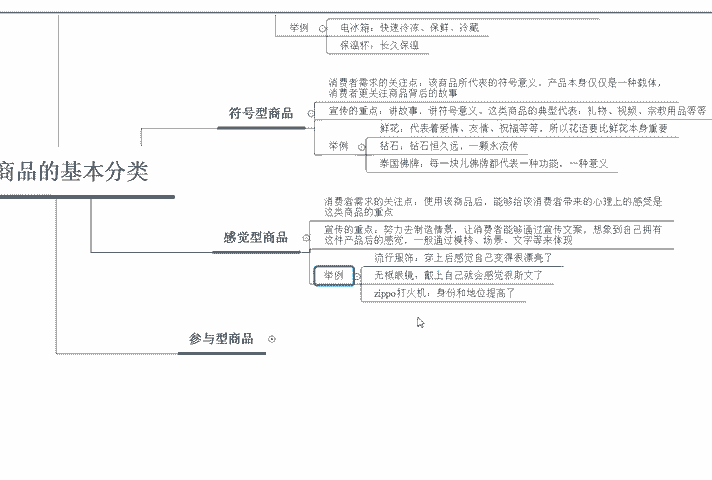 举例
电冰箱：快速冷冻、保鲜、冷藏
保温杯：长久保温
符号型商品
消费者需求的关注点：该商品所代表的符号意义，产品本身仅仅是一种载体，
消费者更关注商品背后的故事
宣传的重点：讲故事、讲符号意义、这类商品的典型代表：礼物、视频、宗教用品等等
举例
鲜花：代表着爱情、友情、祝福等等，所以花语要比鲜花本身重要
钻石：钻石恒久远，一颗永流传
泰国佛牌：每一块儿佛牌都代表一种功能，一种意义
商品的基本分类
感觉型商品
消费者需求的关注点：使用该商品后，能够给该消费者带来的心理上的感受是
这类商品的重点
宣传的重点：努力去制造情景，让消费者能够通过宣传文案，想象到自己拥有
这件产品后的感觉，一般通过模特、场景、文字等来体现
举例
流行服饰：穿上后感觉自己变得很漂亮了
无框眼镜：戴上自己就会感觉很斯文了
zippo打火机：身份和地位提高了
参与型商品